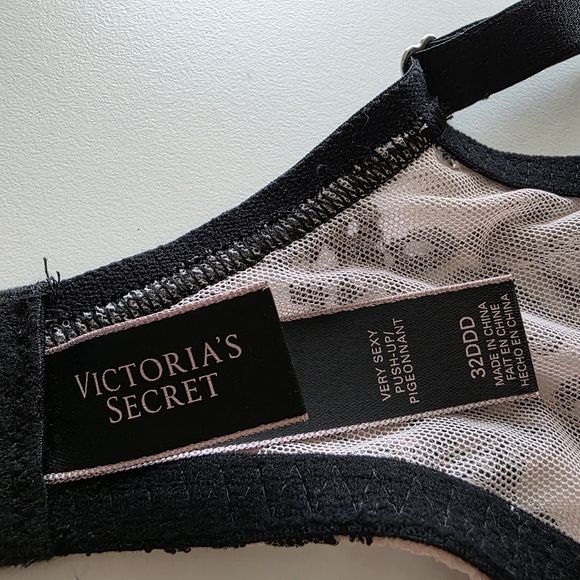 VICTORIA'S
SECRET
VERY SEXY
PUSH-UP/
PIGEONNANT
32DDD
MADE IN CHINA
FAIT EN CHINE
HECHO EN CHINA